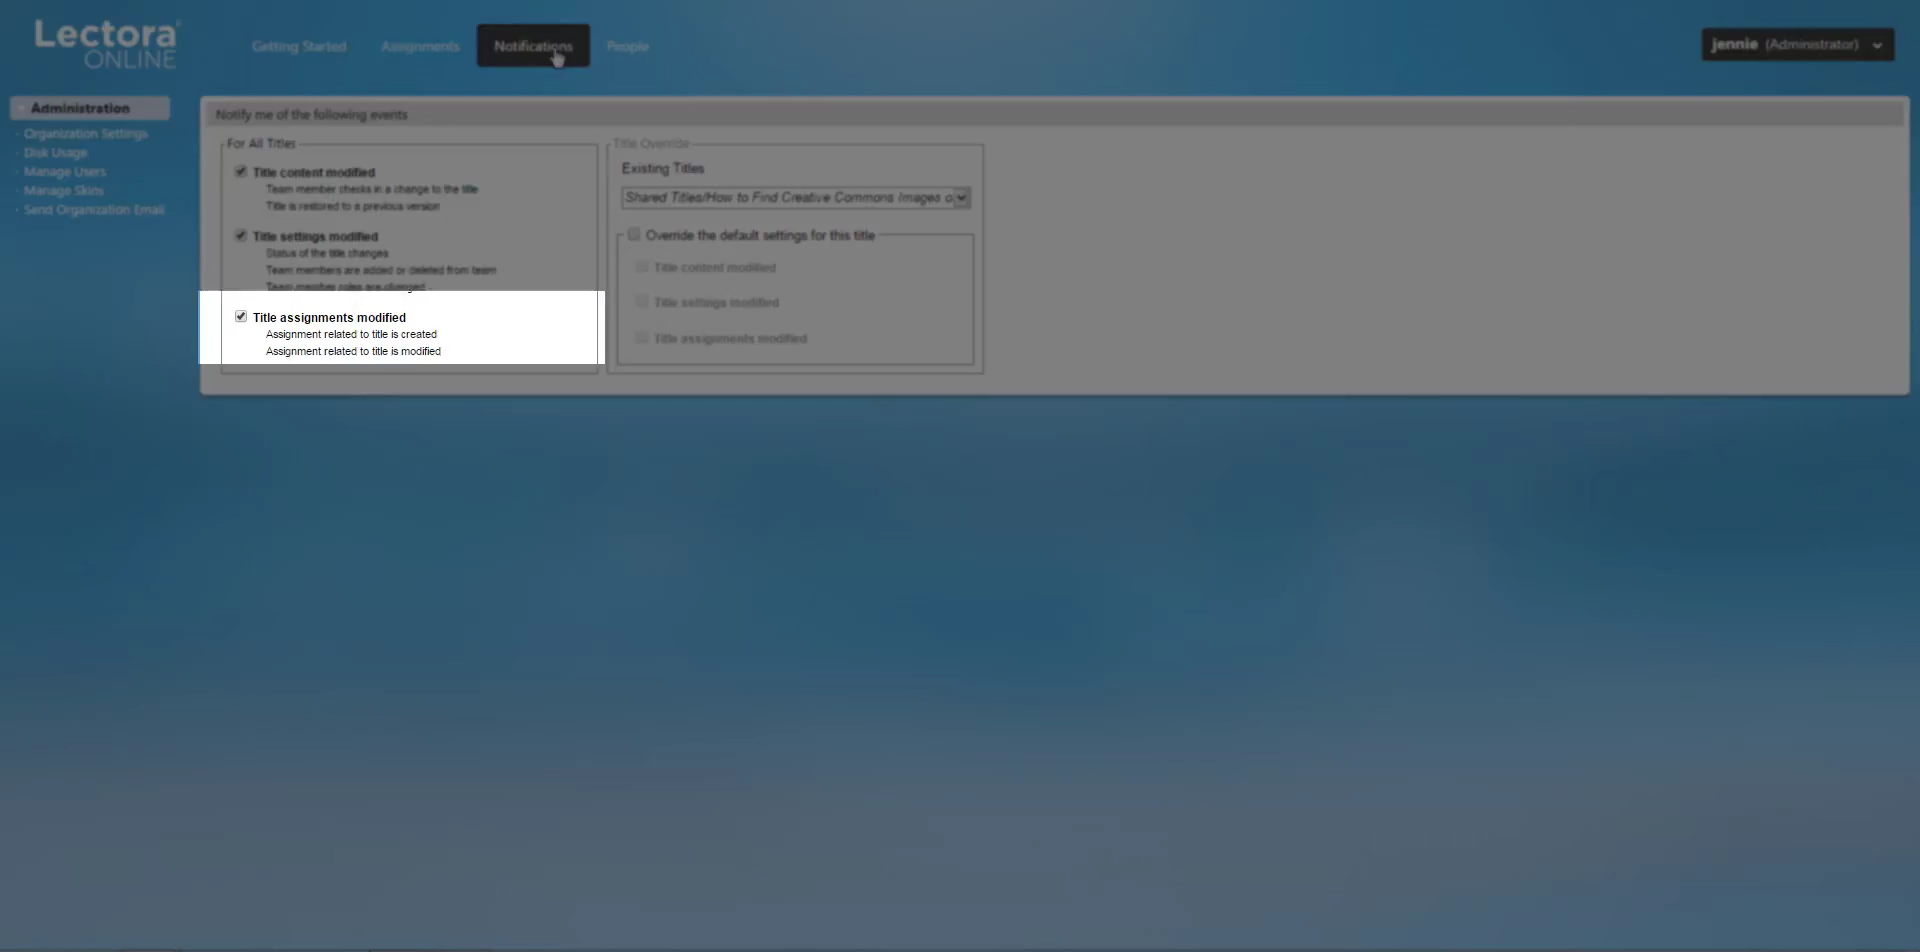 Lectora
ONLINE
Getting Started
Assignments
Notifications
People
jennie (Administrator)
Administration
Organization Settings
Disk Usage
Manage Users
Manage Skins
Send Organization Email
Notify me of the following events
For All Titles
Title content modified
Team member checks in a change to the title
Title is restored to a previous version
Title settings modified
Status of the title changes
Team members are added or deleted from team
Team member roles are changed
Title assignments modified
Assignment related to title is created
Assignment related to title is modified
Title Override
Existing Titles
Shared Titles/How to Find Creative Commons Images o
Override the default settings for this title
Title content modified
Title settings modified
Title assignments modified